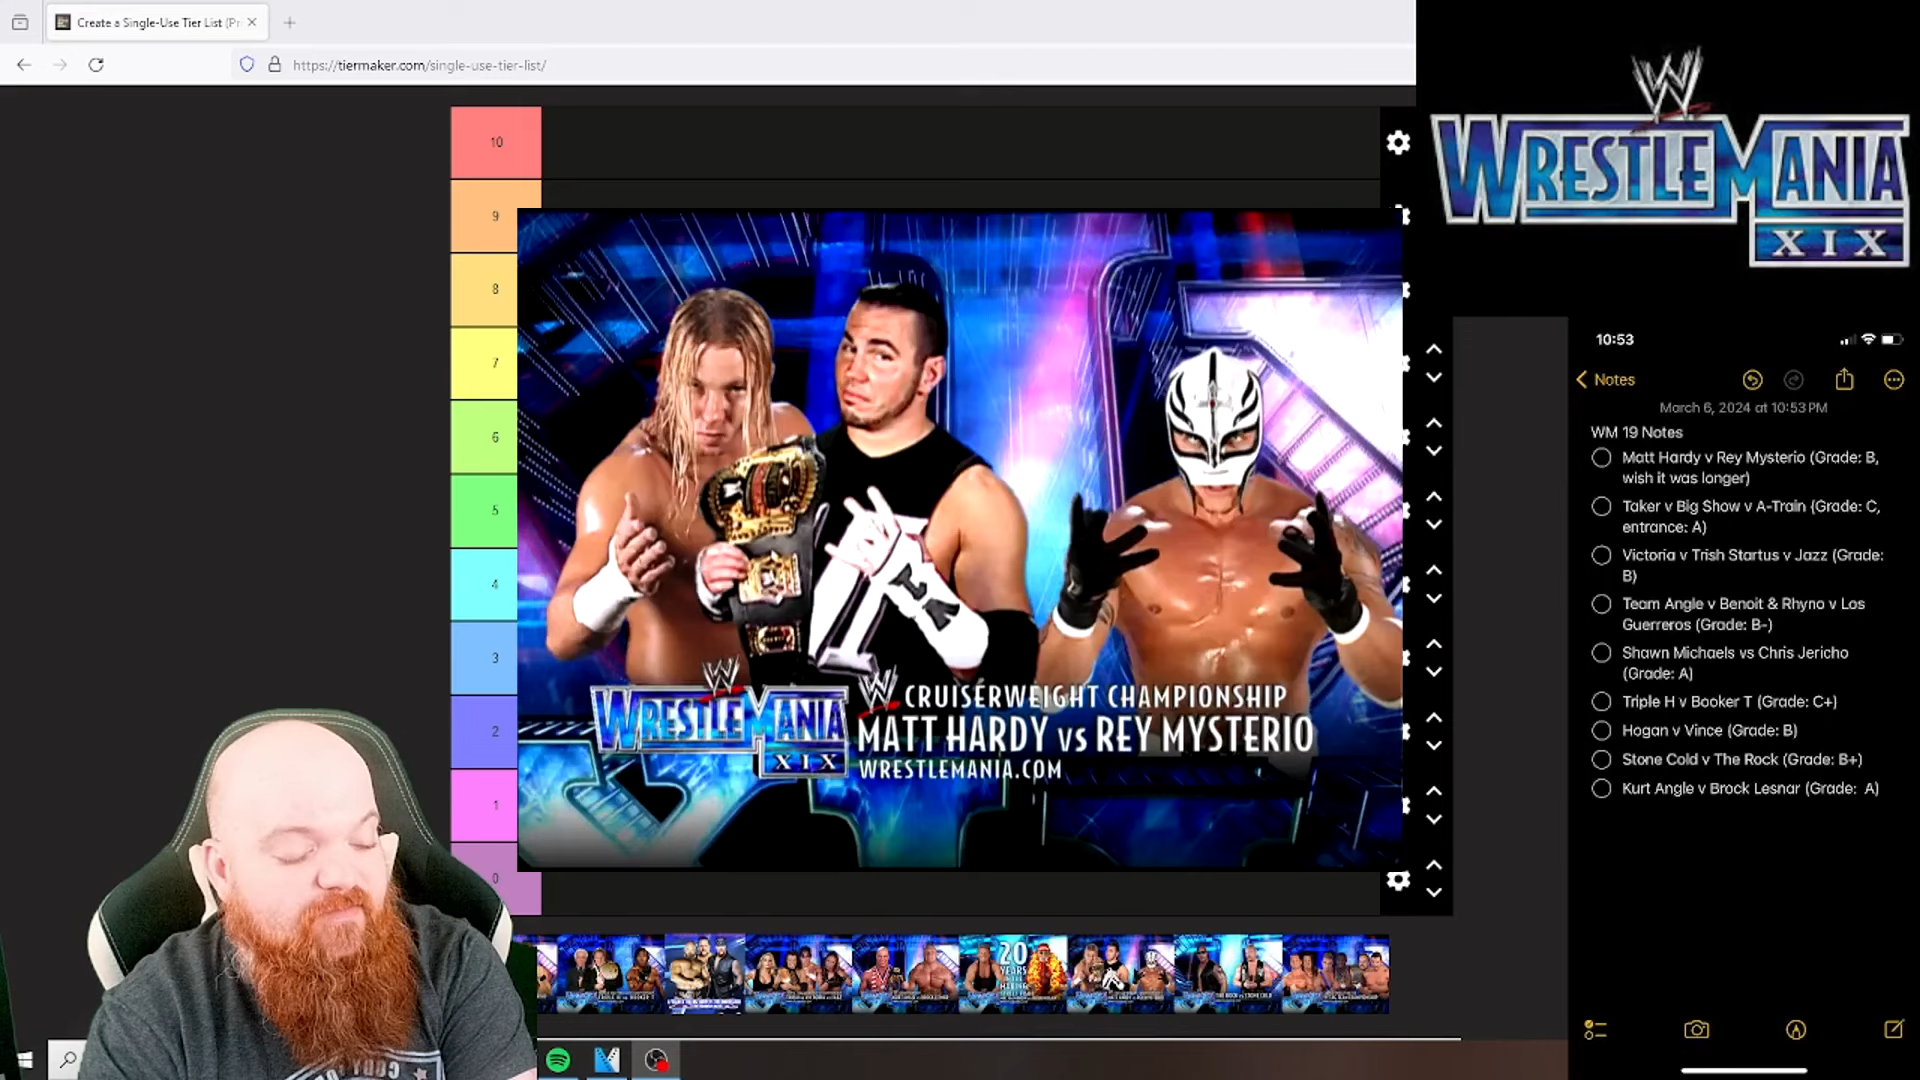 Create a Single-Use Tier List (Pr
https://tiermaker.com/single-use-tier-list/
10
9
8
7
6
5
4
3
2
1
0
W
WRESTLEMANIA
XIX
CRUISERWEIGHT CHAMPIONSHIP
MATT HARDY vs REY MYSTERIO
WRESTLEMANIA.COM
W
WRESTLEMANIA
XIX
10:53
Notes
March 6, 2024 at 10:53 PM
WM 19 Notes
Matt Hardy v Rey Mysterio (Grade: B,
wish it was longer)
Taker v Big Show v A-Train (Grade: C,
entrance: A)
Victoria v Trish Startus v Jazz (Grade:
B)
Team Angle v Benoit & Rhyno v Los
Guerreros (Grade: B-)
Shawn Michaels vs Chris Jericho
(Grade: A)
Triple H v Booker T (Grade: C+)
Hogan v Vince (Grade: B)
Stone Cold v The Rock (Grade: B+)
Kurt Angle v Brock Lesnar (Grade: A)
20
YEARS